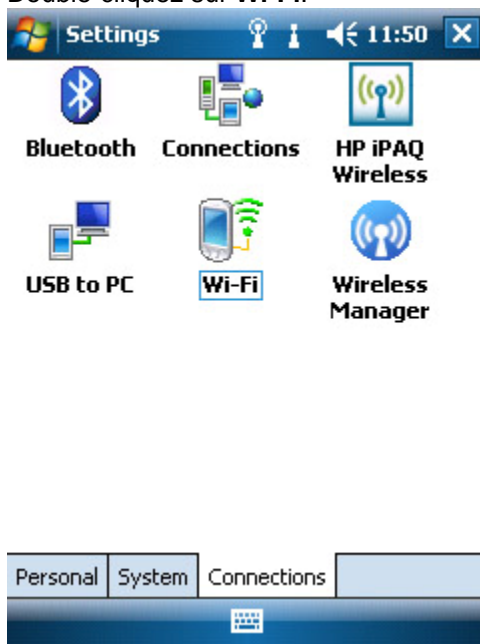 Double-cliquez sur Wi-Fi.
Settings 11:50
Bluetooth Connections HP iPAQ Wireless
USB to PC Wi-Fi Wireless Manager
Personal System Connections